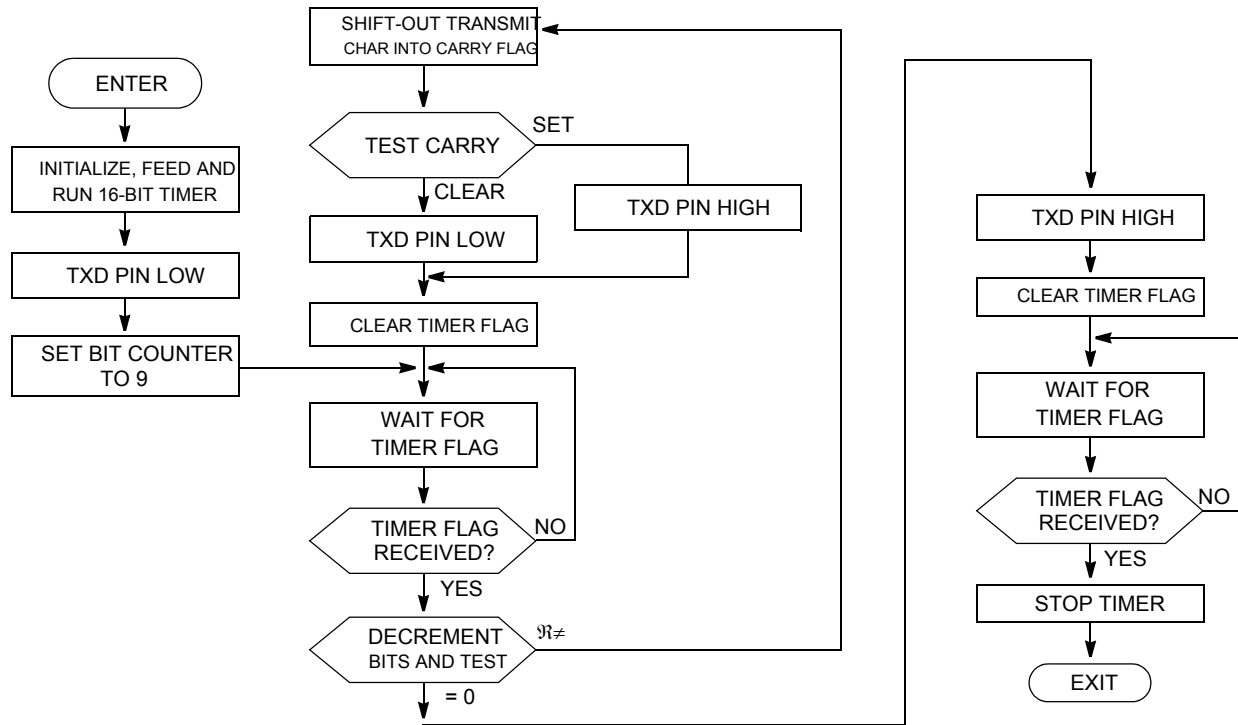 ENTER
INITIALIZE, FEED AND
RUN 16-BIT TIMER
TXD PIN LOW
SET BIT COUNTER
TO 9
SHIFT-OUT TRANSMIT
CHAR INTO CARRY FLAG
TEST CARRY
SET
CLEAR
TXD PIN HIGH
TXD PIN LOW
CLEAR TIMER FLAG
WAIT FOR
TIMER FLAG
TIMER FLAG
RECEIVED?
NO
YES
DECREMENT
BITS AND TEST
ℜ≠
= 0
TXD PIN HIGH
CLEAR TIMER FLAG
WAIT FOR
TIMER FLAG
TIMER FLAG
RECEIVED?
NO
YES
STOP TIMER
EXIT